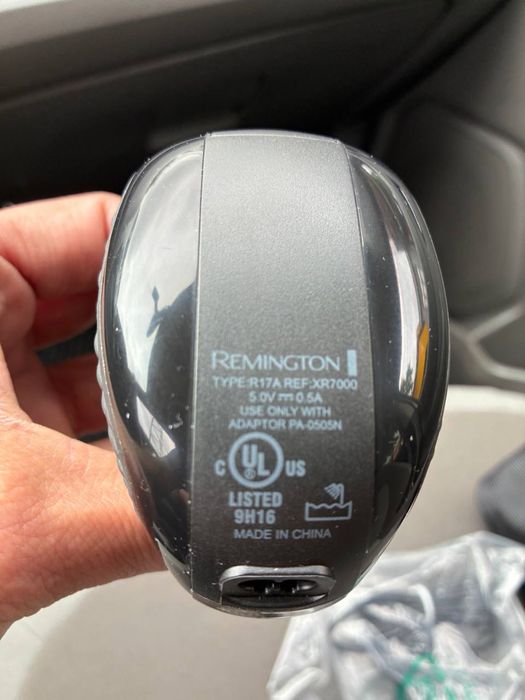 REMINGTON
TYPE:R17A REF:XR7000
5.0V⎓0.5A
USE ONLY WITH
ADAPTOR PA-0505N
C UL® US
LISTED
9H16
MADE IN CHINA